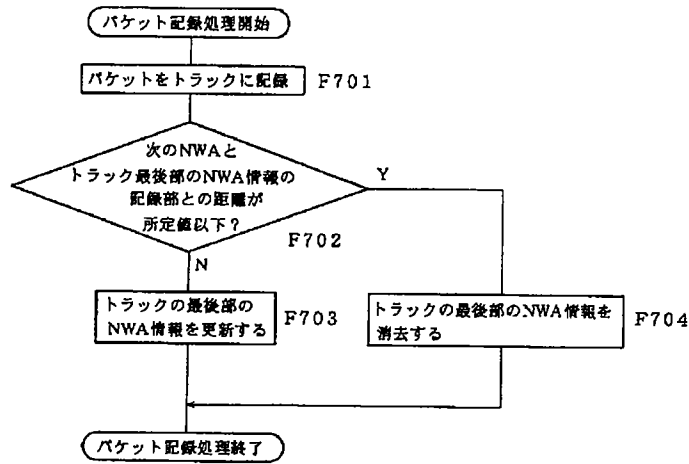 パケット記録処理開始
パケットをトラックに記録
F701
次のNWAと
トラック最後部のNWA情報の
記録部との距離が
所定値以下?
F702
Y
N
トラックの最後部の
NWA情報を更新する
F703
トラックの最後部のNWA情報を
消去する
F704
パケット記録処理終了